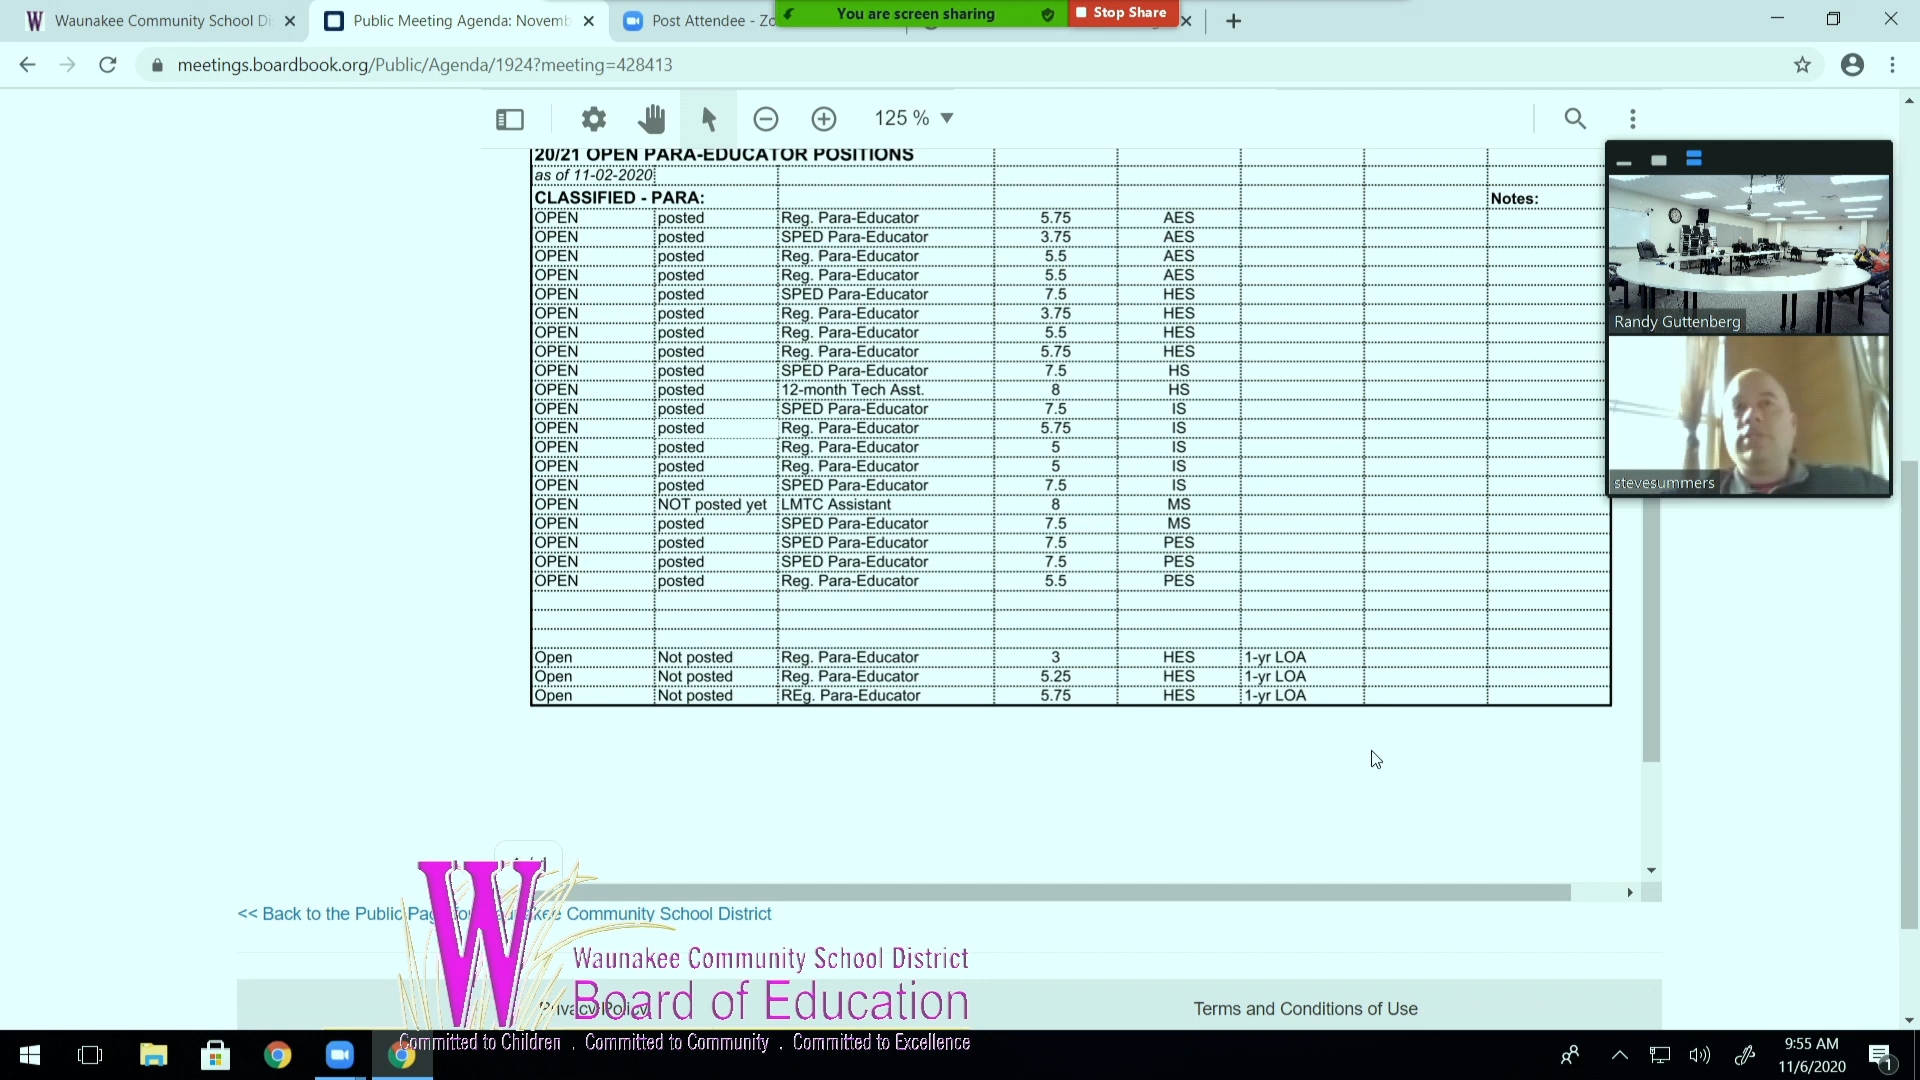 Waunakee Community School Di
Public Meeting Agenda: Novemb
Post Attendee - Zo
You are screen sharing
Stop Share
meetings.boardbook.org/Public/Agenda/1924?meeting=428413
125 %
20/21 OPEN PARA-EDUCATOR POSITIONS
as of 11-02-2020
CLASSIFIED - PARA: Notes:
OPEN posted Reg. Para-Educator 5.75 AES
OPEN posted SPED Para-Educator 3.75 AES
OPEN posted Reg. Para-Educator 5.5 AES
OPEN posted Reg. Para-Educator 5.5 AES
OPEN posted SPED Para-Educator 7.5 HES
OPEN posted Reg. Para-Educator 3.75 HES
OPEN posted Reg. Para-Educator 5.5 HES
OPEN posted Reg. Para-Educator 5.75 HES
OPEN posted SPED Para-Educator 7.5 HS
OPEN posted 12-month Tech Asst. 8 HS
OPEN posted SPED Para-Educator 7.5 IS
OPEN posted Reg. Para-Educator 5.75 IS
OPEN posted Reg. Para-Educator 5 IS
OPEN posted Reg. Para-Educator 5 IS
OPEN posted SPED Para-Educator 7.5 IS
OPEN NOT posted yet LMTC Assistant 8 MS
OPEN posted SPED Para-Educator 7.5 MS
OPEN posted SPED Para-Educator 7.5 PES
OPEN posted SPED Para-Educator 7.5 PES
OPEN posted Reg. Para-Educator 5.5 PES
Open Not posted Reg. Para-Educator 3 HES 1-yr LOA
Open Not posted Reg. Para-Educator 5.25 HES 1-yr LOA
Open Not posted REg. Para-Educator 5.75 HES 1-yr LOA
Randy Guttenberg
stevesummers
<< Back to the Public Community School District
W
Waunakee Community School District
Board of Education
Committed to Children . Committed to Community . Committed to Excellence
Terms and Conditions of Use
9:55 AM
11/6/2020
1